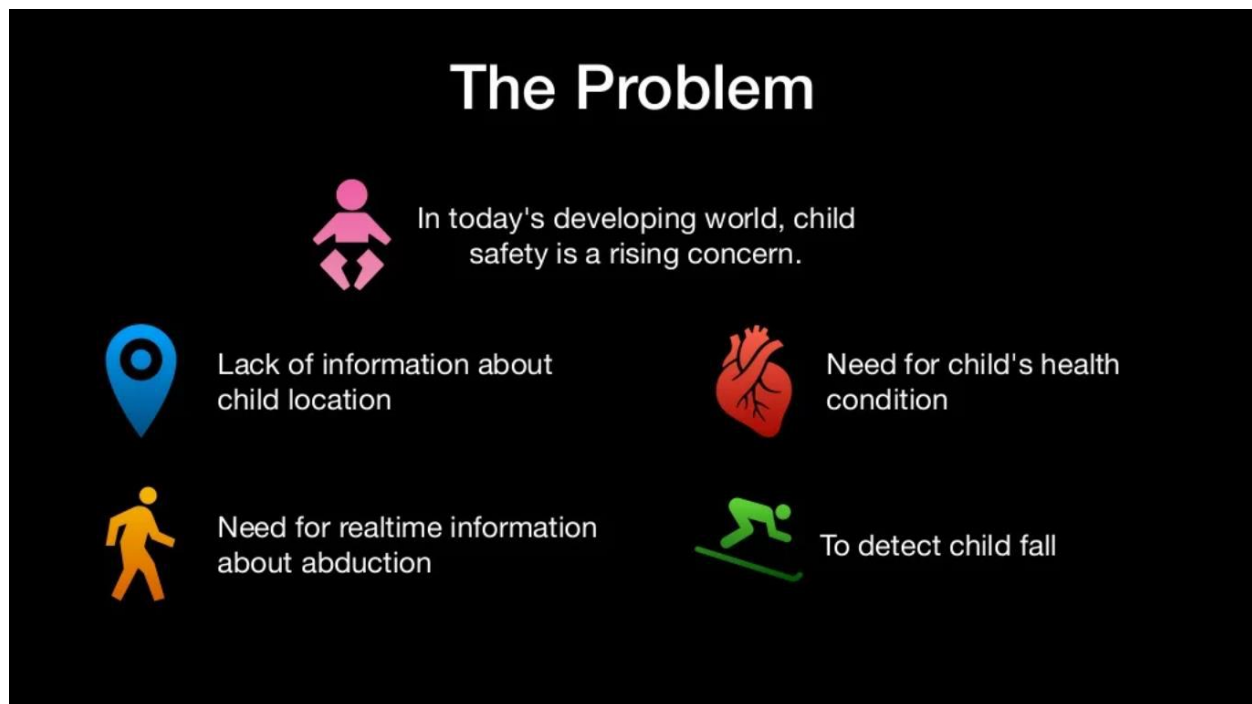 The Problem
In today's developing world, child
safety is a rising concern.
Lack of information about
child location
Need for child's health
condition
Need for realtime information
about abduction
To detect child fall